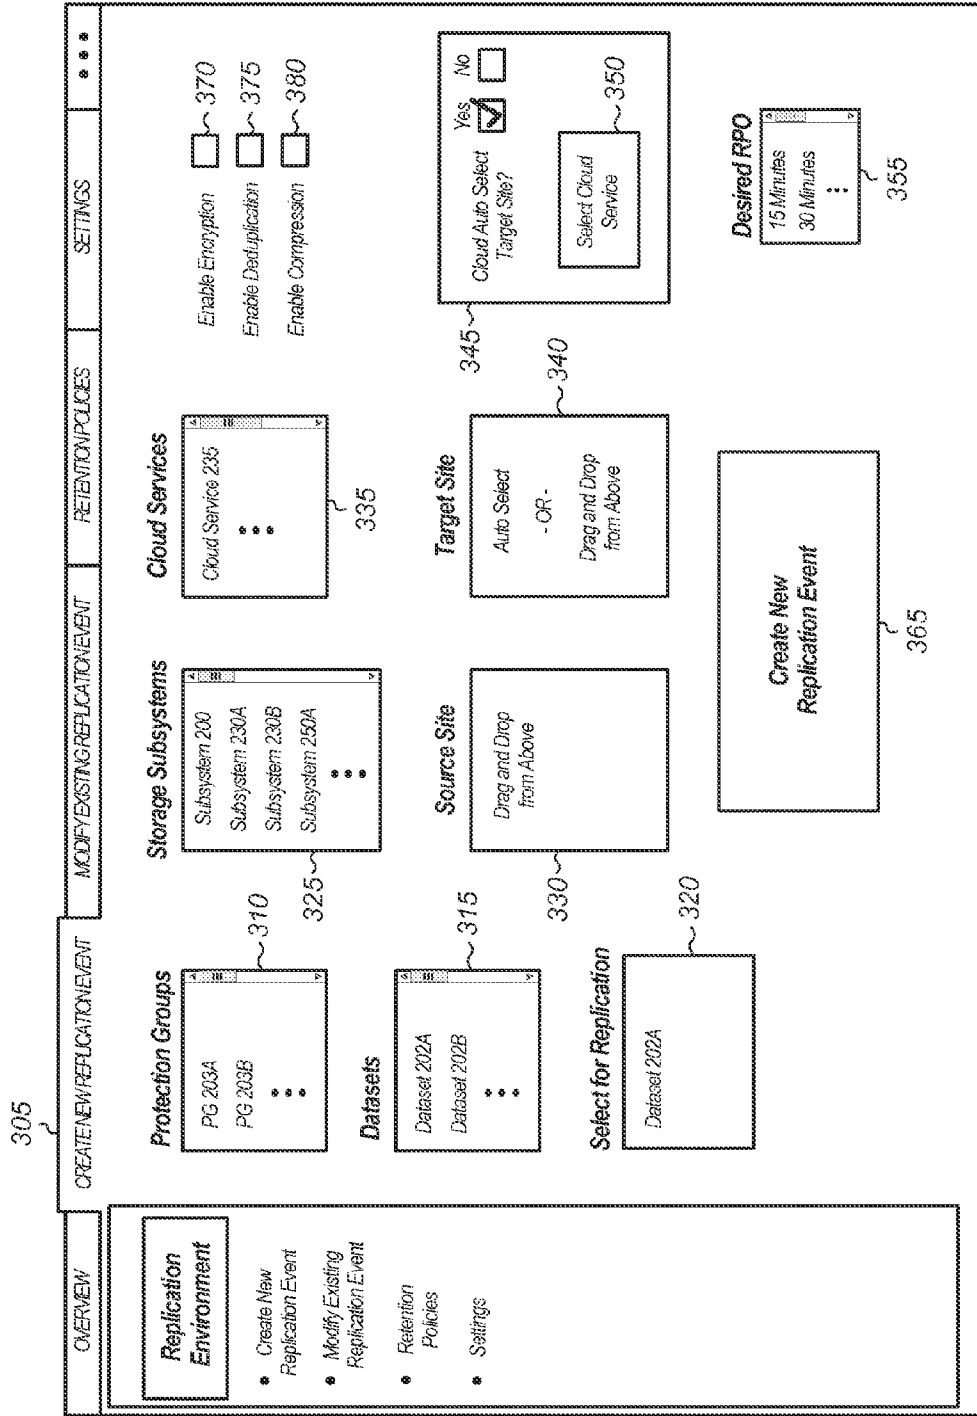 305
OVERVIEW
CREATE NEW REPLICATION EVENT
MODIFY EXISTING REPLICATION EVENT
RETENTION POLICIES
SETTINGS
Replication
Environment
Create New
Replication Event
Modify Existing
Replication Event
Retention
Policies
Settings
Protection Groups
PG 203A
PG 203B
310
Datasets
Dataset 202A
Dataset 202B
315
Select for Replication
Dataset 202A
320
Storage Subsystems
Subsystem 200
Subsystem 230A
Subsystem 230B
Subsystem 250A
325
Source Site
Drag and Drop
from Above
330
Cloud Services
Cloud Service 235
335
Target Site
Auto Select
- OR -
Drag and Drop
from Above
340
Create New
Replication Event
365
Enable Encryption
370
Enable Deduplication
375
Enable Compression
380
Cloud Auto Select
Target Site?
Yes
No
Select Cloud
Service
350
345
Desired RPO
15 Minutes
30 Minutes
355